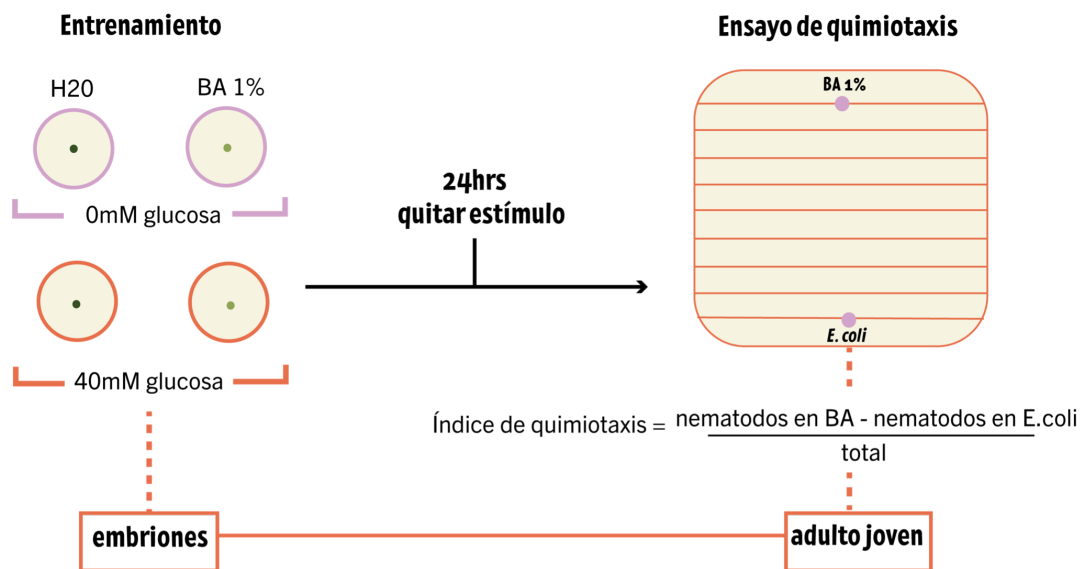 Entrenamiento
H20
BA 1%
0mM glucosa
40mM glucosa
24hrs
quitar estímulo
Ensayo de quimiotaxis
BA 1%
E. coli
Índice de quimiotaxis = nematodos en BA - nematodos en E.coli
total
embriones
adulto joven